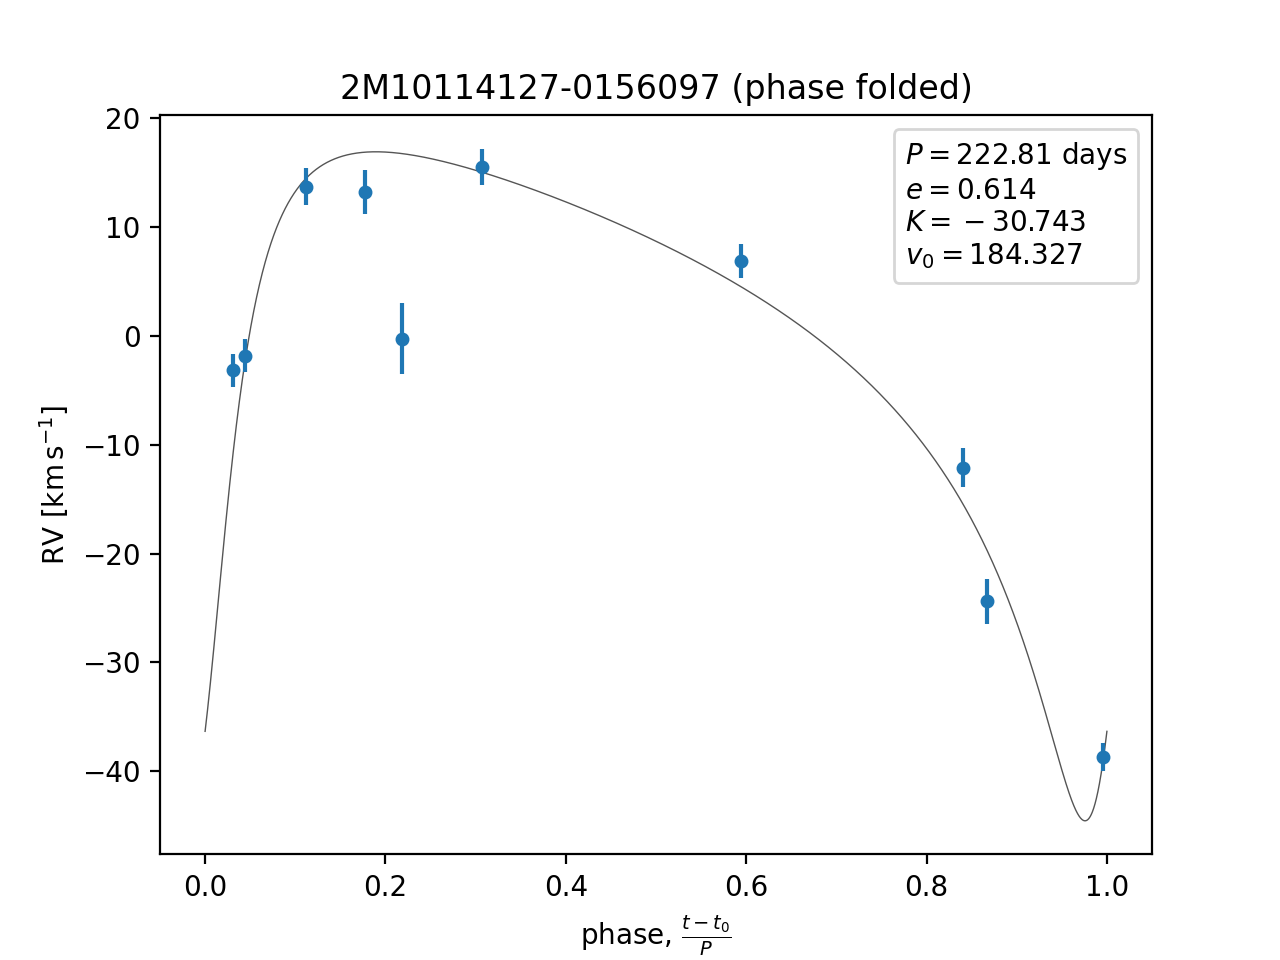 2M10114127-0156097 (phase folded)
P = 222.81 days
e = 0.614
K = −30.743
v₀ = 184.327
RV [km s⁻¹]
20
10
0
−10
−20
−30
−40
0.0 0.2 0.4 0.6 0.8 1.0
phase, (t − t₀)/P